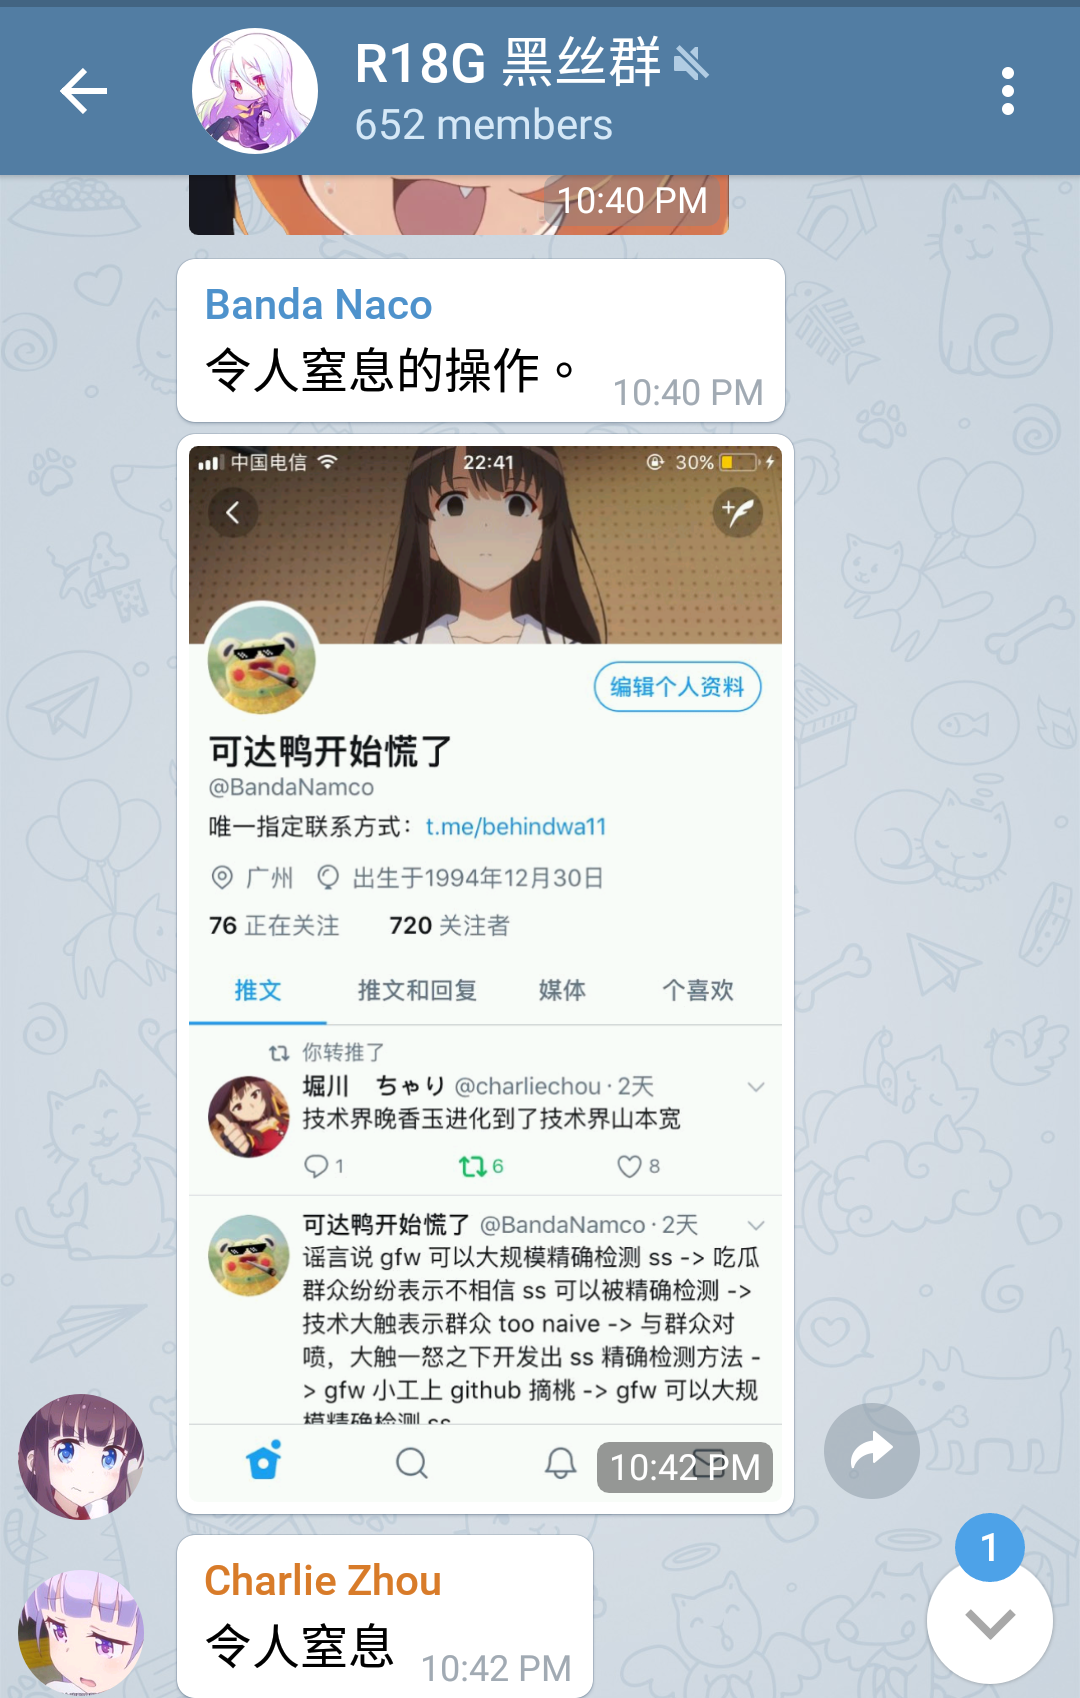 R18G 黑丝群
652 members
10:40 PM
Banda Naco
令人窒息的操作。
10:40 PM
中国电信 22:41 30%
编辑个人资料
可达鸭开始慌了
@BandaNamco
唯一指定联系方式：t.me/behindwa11
广州 出生于1994年12月30日
76 正在关注 720 关注者
推文 推文和回复 媒体 个喜欢
你转推了
堀川　ちゃり @charliechou · 2天
技术界晚香玉进化到了技术界山本宽
1 6 8
可达鸭开始慌了 @BandaNamco · 2天
谣言说 gfw 可以大规模精确检测 ss -> 吃瓜
群众纷纷表示不相信 ss 可以被精确检测 ->
技术大触表示群众 too naive -> 与群众对
喷，大触一怒之下开发出 ss 精确检测方法 -
> gfw 小工上 github 摘桃 -> gfw 可以大规
模精确检测 ss
10:42 PM
1
Charlie Zhou
令人窒息
10:42 PM